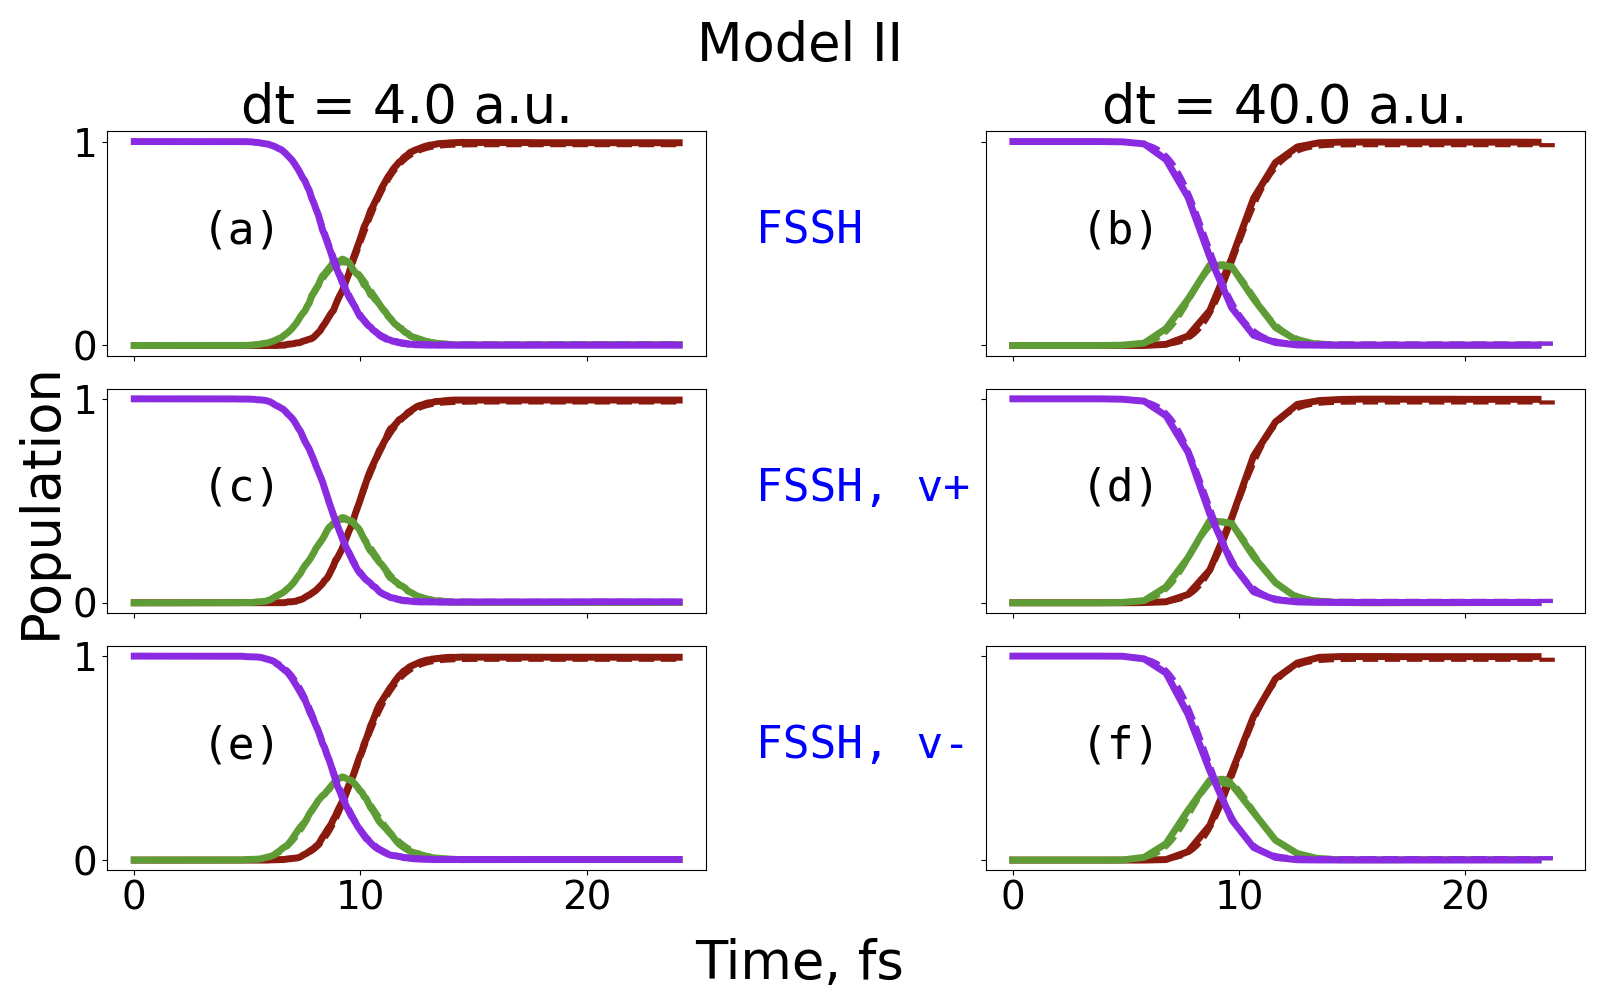 Model II
dt = 4.0 a.u.
dt = 40.0 a.u.
1
0
(a)
FSSH
(b)
Population
1
0
(c)
FSSH, v+
(d)
1
0
(e)
FSSH, v-
(f)
0 10 20
0 10 20
Time, fs